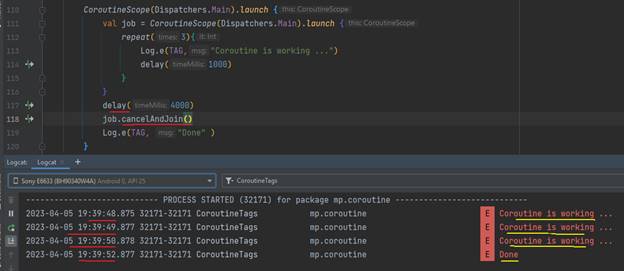 110 CoroutineScope(Dispatchers.Main).launch { this: CoroutineScope
111 val job = CoroutineScope(Dispatchers.Main).launch { this: CoroutineScope
112 repeat( times: 3){ it: Int
113 Log.e(TAG, msg: "Coroutine is working ...")
114 delay( timeMillis: 1000)
115 }
116 }
117 delay( timeMillis: 4000)
118 job.cancelAndJoin()
119 Log.e(TAG, msg: "Done" )
120 }
Logcat: Logcat × +
Sony E6633 (BH90340W4A) Android 7.1.1, API 25 CoroutineTags
---------------------------- PROCESS STARTED (32171) for package mp.coroutine ----------------------------
2023-04-05 19:39:48.875 32171-32171 CoroutineTags mp.coroutine E Coroutine is working ...
2023-04-05 19:39:49.877 32171-32171 CoroutineTags mp.coroutine E Coroutine is working ...
2023-04-05 19:39:50.878 32171-32171 CoroutineTags mp.coroutine E Coroutine is working ...
2023-04-05 19:39:52.877 32171-32171 CoroutineTags mp.coroutine E Done